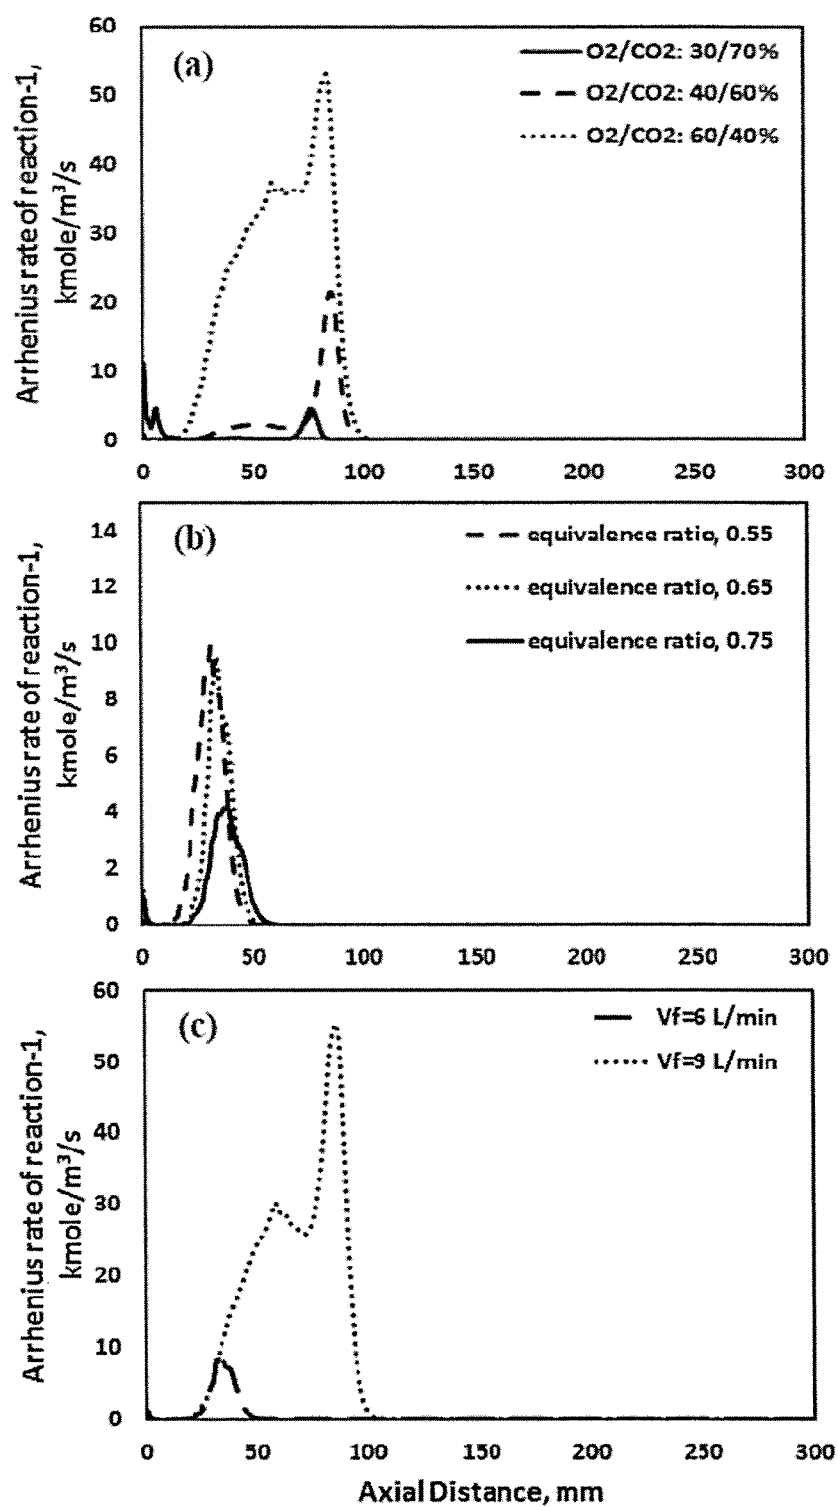 (a)
O2/CO2: 30/70%
O2/CO2: 40/60%
O2/CO2: 60/40%
Arrhenius rate of reaction-1,
kmole/m³/s
60
50
40
30
20
10
0
0 50 100 150 200 250 300
(b)
equivalence ratio, 0.55
equivalence ratio, 0.65
equivalence ratio, 0.75
Arrhenius rate of reaction-1,
kmole/m³/s
14
12
10
8
6
4
2
0
0 50 100 150 200 250 300
(c)
Vf=6 L/min
Vf=9 L/min
Arrhenius rate of reaction-1,
kmole/m³/s
60
50
40
30
20
10
0
0 50 100 150 200 250 300
Axial Distance, mm